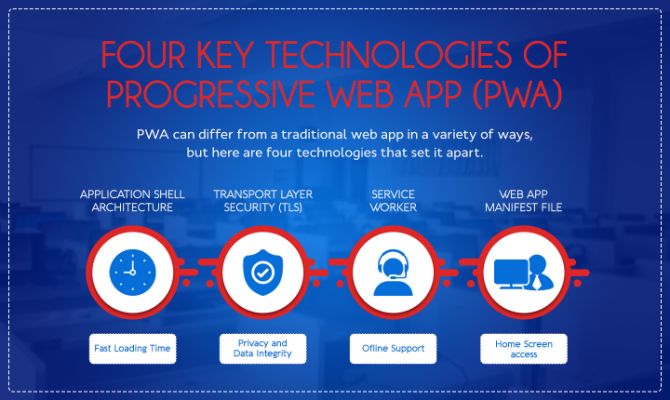 FOUR KEY TECHNOLOGIES OF
PROGRESSIVE WEB APP (PWA)
PWA can differ from a traditional web app in a variety of ways,
but here are four technologies that set it apart.
APPLICATION SHELL
ARCHITECTURE
TRANSPORT LAYER
SECURITY (TLS)
SERVICE
WORKER
WEB APP
MANIFEST FILE
Fast Loading Time
Privacy and
Data Integrity
Ofline Support
Home Screen
access